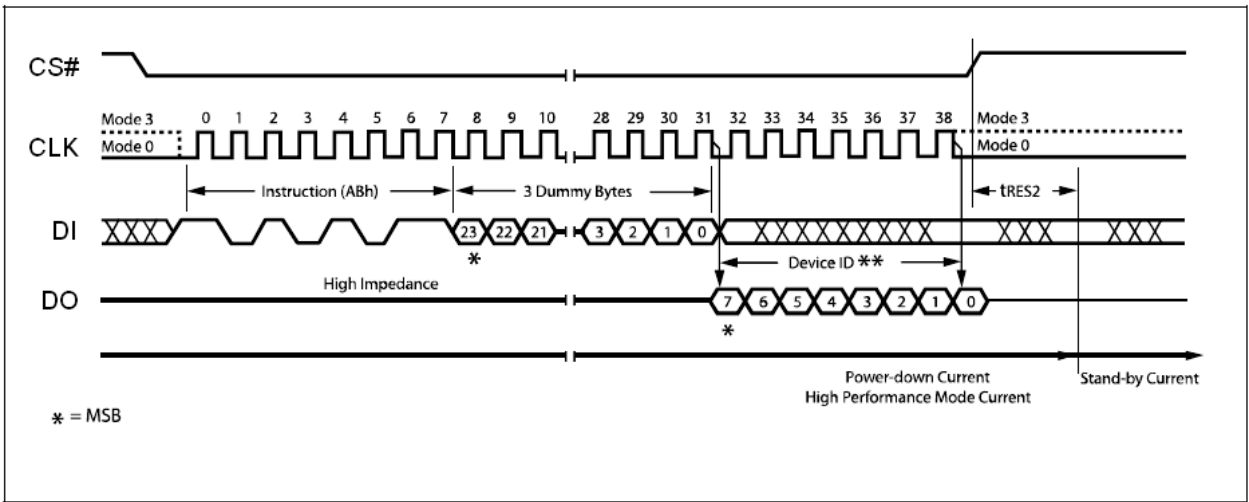 CS#
Mode 3 0 1 2 3 4 5 6 7 8 9 10 28 29 30 31 32 33 34 35 36 37 38 Mode 3
CLK Mode 0 Mode 0
Instruction (ABh) 3 Dummy Bytes tRES2
DI 23 22 21 3 2 1 0
* Device ID **
High Impedance
DO 7 6 5 4 3 2 1 0
*
Power-down Current Stand-by Current
High Performance Mode Current
* = MSB